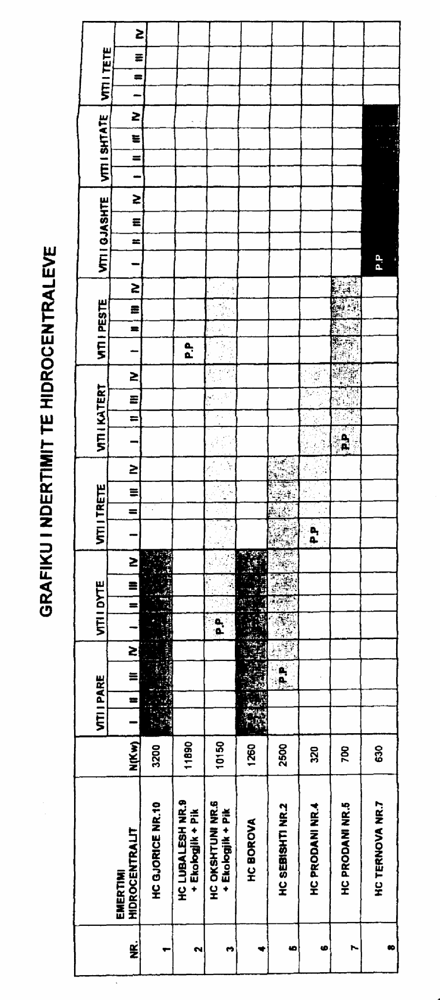 GRAFIKU I NDERTIMIT TE HIDROCENTRALEVE
NR. EMERTIMI HIDROCENTRALIT N(Kw) VITI I PARE VITI I DYTE VITI I TRETE VITI I KATERT VITI I PESTE VITI I GJASHTE VITI I SHTATE VITI I TETE
I II III IV I II III IV I II III IV I II III IV I II III IV I II III IV I II III IV I II III IV
1 HC GJORICE NR.10 3200
2 HC LUBALESH NR.9 + Ekologjik + Pik 11890 P.P
3 HC OKSHTUNI NR.6 + Ekologjik + Pik 10150 P.P
4 HC BOROVA 1260
5 HC SEBISHTI NR.2 2500 P.P
6 HC PRODANI NR.4 320 P.P
7 HC PRODANI NR.5 700 P.P
8 HC TERNOVA NR.7 630 P.P